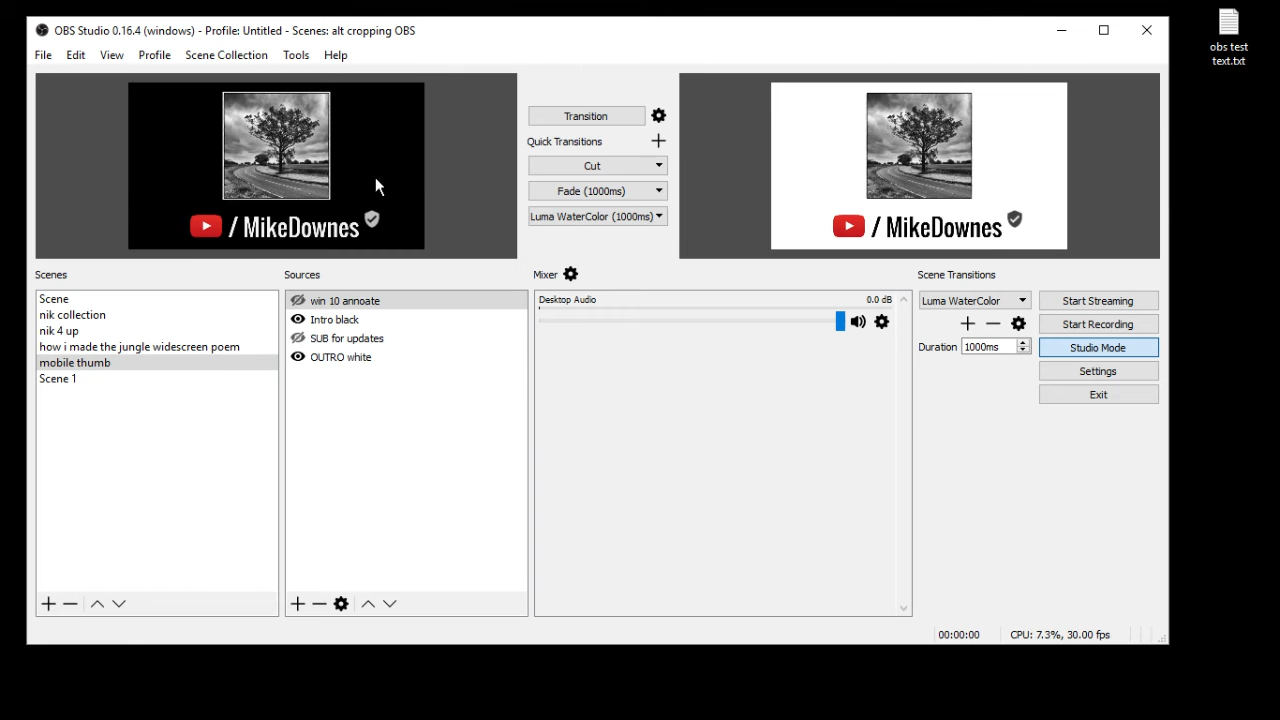 OBS Studio 0.16.4 (windows) - Profile: Untitled - Scenes: alt cropping OBS
obs test
text.txt
File Edit View Profile Scene Collection Tools Help
/ MikeDownes
Transition
Quick Transitions
Cut
Fade (1000ms)
Luma WaterColor (1000ms)
/ MikeDownes
Scenes
Scene
nik collection
nik 4 up
how i made the jungle widescreen poem
mobile thumb
Scene 1
Sources
win 10 annoate
Intro black
SUB for updates
OUTRO white
Mixer
Desktop Audio 0.0 dB
Scene Transitions
Luma WaterColor
Duration 1000ms
Start Streaming
Start Recording
Studio Mode
Settings
Exit
00:00:00 CPU: 7.3%, 30.00 fps